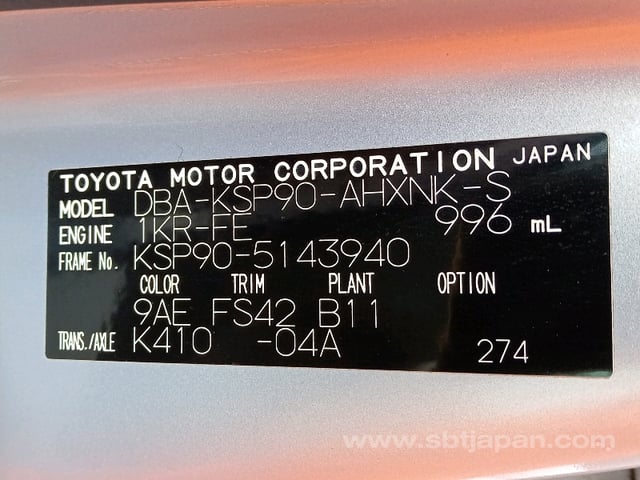 TOYOTA MOTOR CORPORATION JAPAN
MODEL DBA-KSP90-AHXNK-S
ENGINE 1KR-FE 996 mL
FRAME No. KSP90-5143940
COLOR TRIM PLANT OPTION
9AE FS42 B11
TRANS./AXLE K410 -04A 274
www.sbtjapan.com